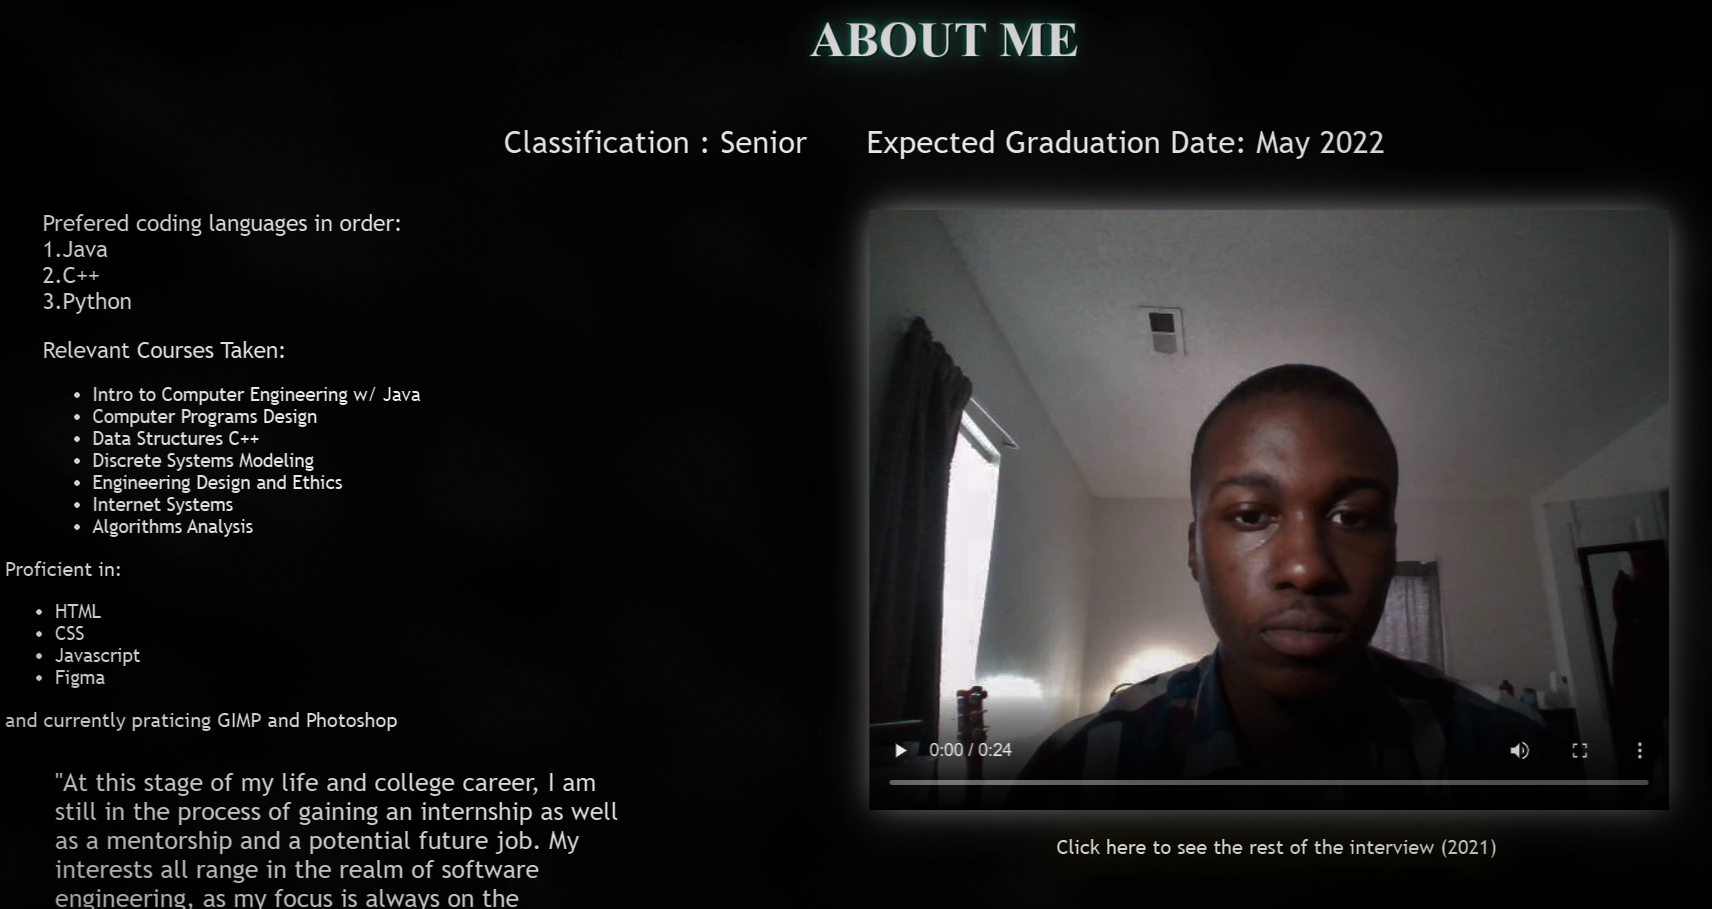 ABOUT ME
Classification : Senior
Expected Graduation Date: May 2022
Prefered coding languages in order:
1.Java
2.C++
3.Python
Relevant Courses Taken:
• Intro to Computer Engineering w/ Java
• Computer Programs Design
• Data Structures C++
• Discrete Systems Modeling
• Engineering Design and Ethics
• Internet Systems
• Algorithms Analysis
Proficient in:
• HTML
• CSS
• Javascript
• Figma
and currently praticing GIMP and Photoshop
"At this stage of my life and college career, I am
still in the process of gaining an internship as well
as a mentorship and a potential future job. My
interests all range in the realm of software
engineering, as my focus is always on the
0:00 / 0:24
Click here to see the rest of the interview (2021)